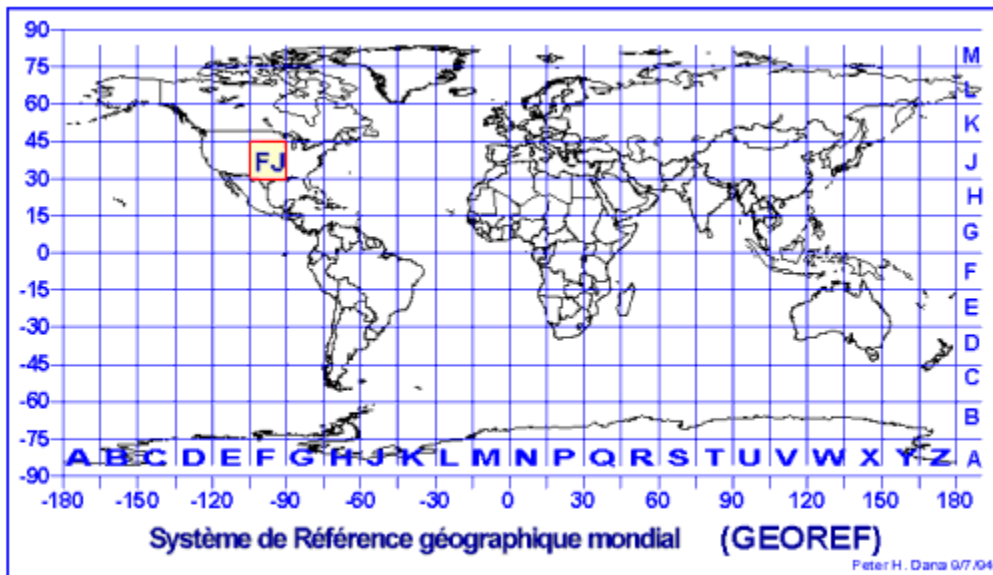 90
75 M
60 L
45 K
FJ
30 J
15 H
0 G
-15 F
-30 E
-45 D
-60 C
-75 B
A B C D E F G H J K L M N P Q R S T U V W X Y Z A
-90
-180 -150 -120 -90 -60 -30 0 30 60 90 120 150 180
Système de Référence géographique mondial (GEOREF)
Peter H. Dana 9/7/94